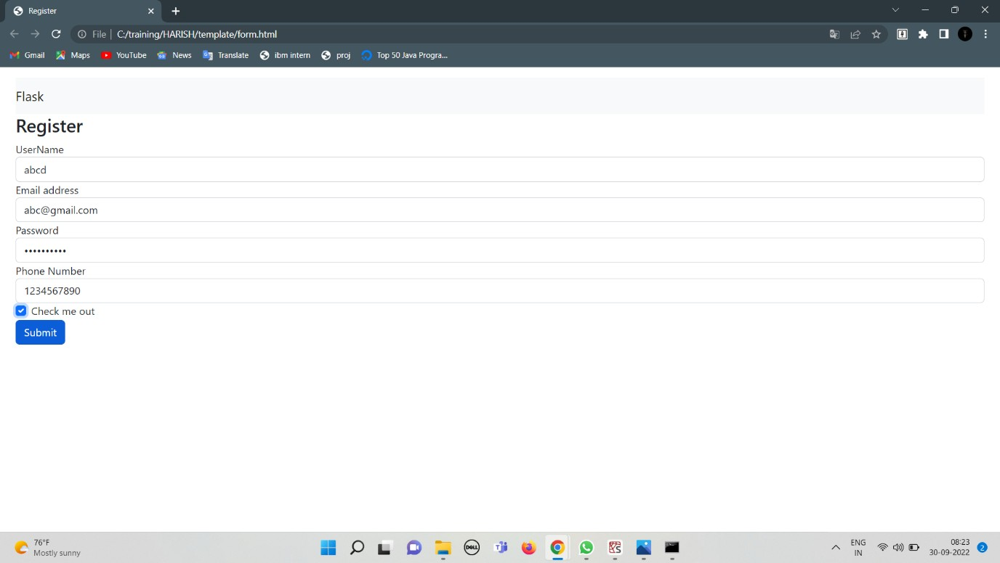 Register
File C:/training/HARISH/template/form.html
Gmail Maps YouTube News Translate ibm intern proj Top 50 Java Progra...
Flask
Register
UserName
abcd
Email address
abc@gmail.com
Password
••••••••••
Phone Number
1234567890
Check me out
Submit
76°F
Mostly sunny
DELL
ENG
IN
08:23
30-09-2022
2